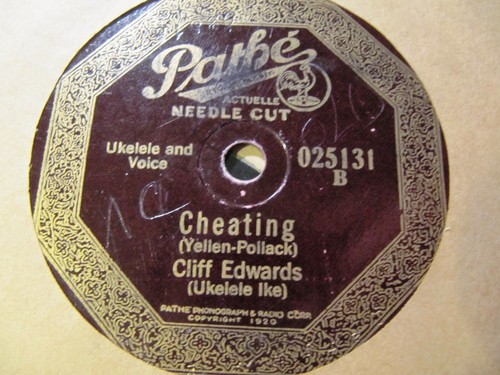 Pathé
ACTUELLE
NEEDLE CUT
Ukelele and
Voice
025131
B
Cheating
(Yellen-Pollack)
Cliff Edwards
(Ukelele Ike)
PATHE PHONOGRAPH & RADIO CORP.
COPYRIGHT 1920